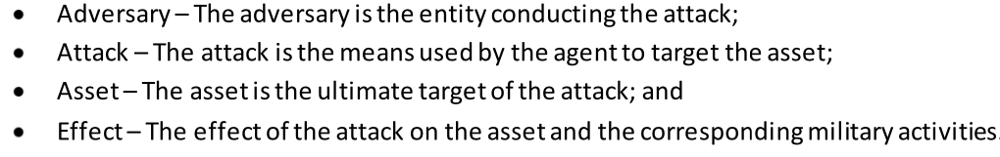 • Adversary – The adversary is the entity conducting the attack;
• Attack – The attack is the means used by the agent to target the asset;
• Asset – The asset is the ultimate target of the attack; and
• Effect – The effect of the attack on the asset and the corresponding military activities.